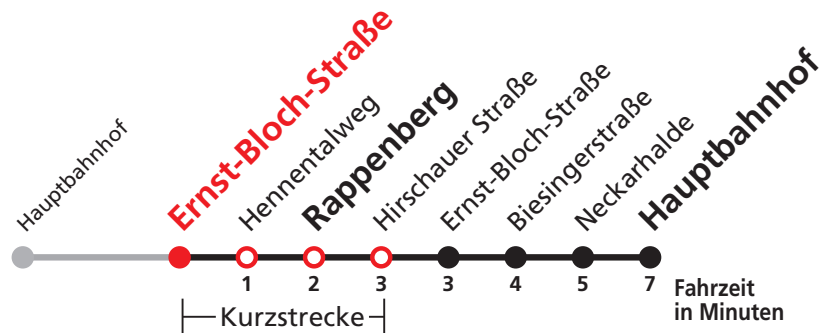 Hauptbahnhof
Ernst-Bloch-Straße
Hennentalweg
Rappenberg
Hirschauer Straße
Ernst-Bloch-Straße
Biesingerstraße
Neckarhalde
Hauptbahnhof
1 2 3 3 4 5 7
Fahrzeit
in Minuten
Kurzstrecke